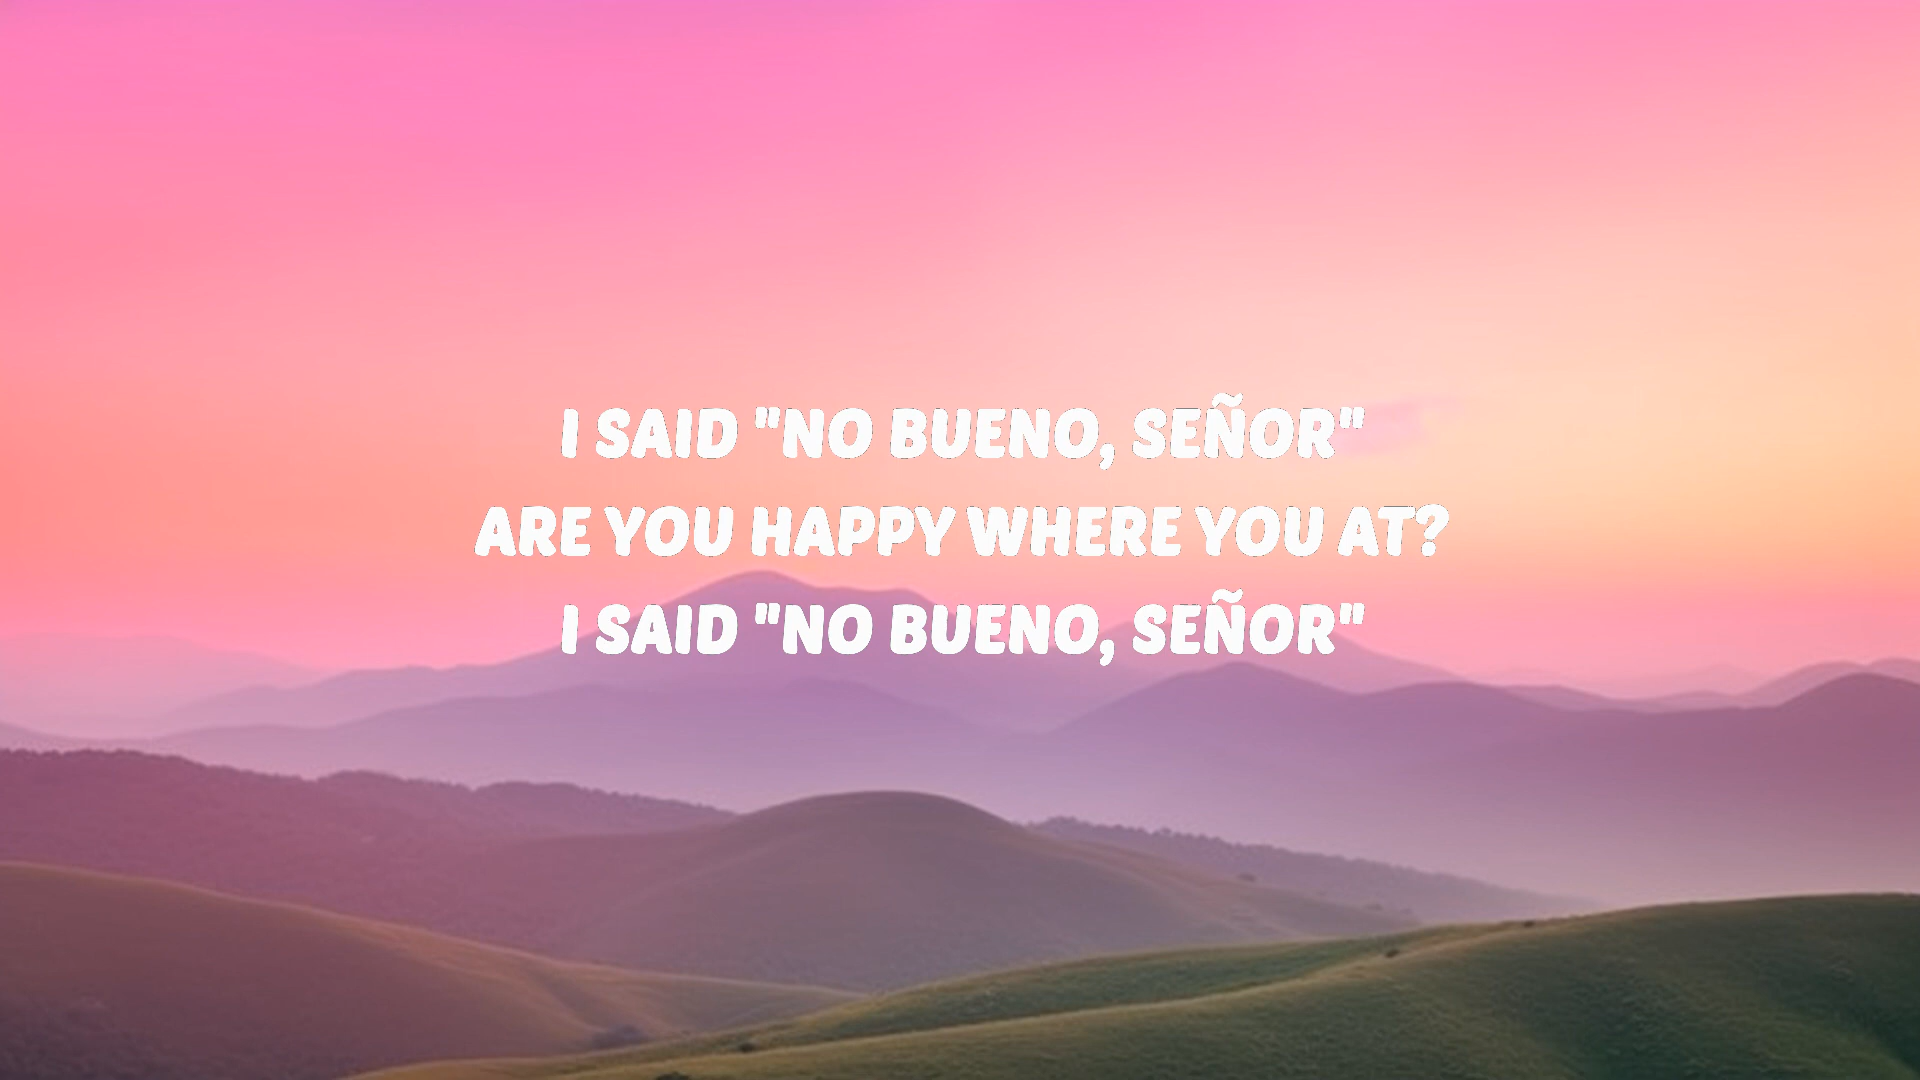 I SAID "NO BUENO, SEÑOR"
ARE YOU HAPPY WHERE YOU AT?
I SAID "NO BUENO, SEÑOR"